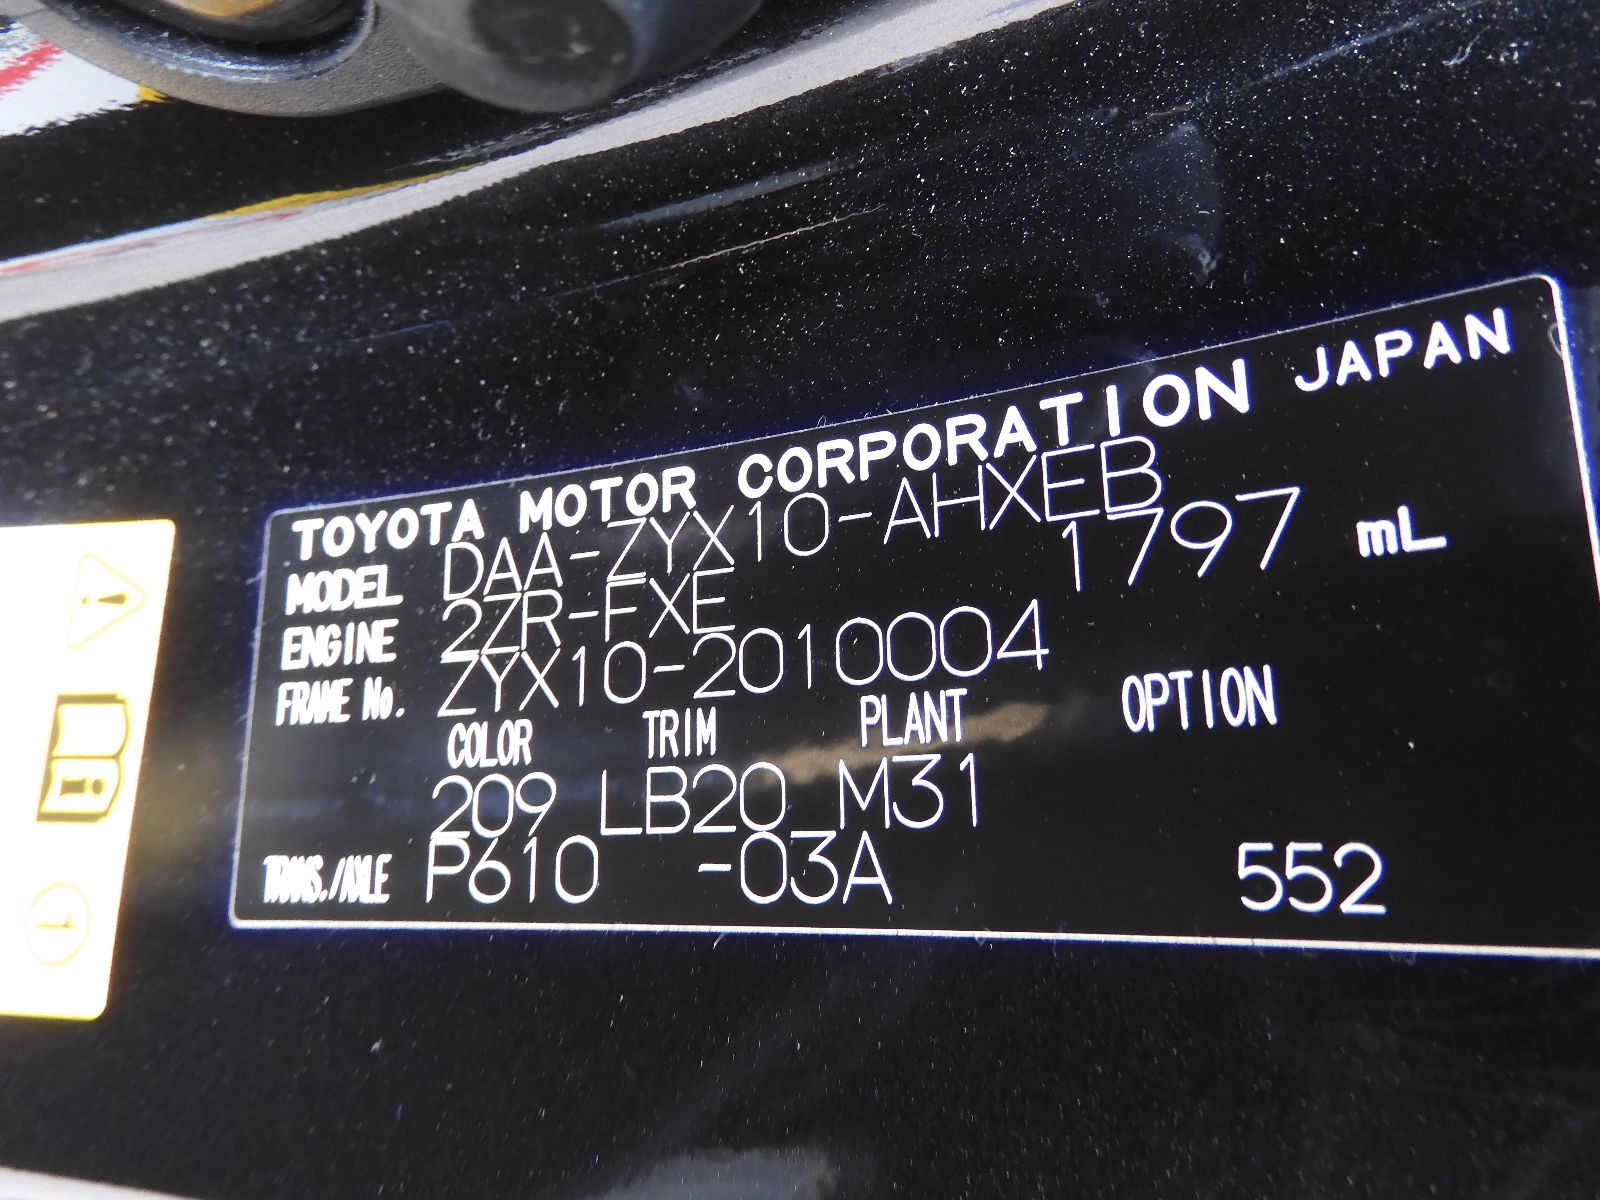 TOYOTA MOTOR CORPORATION JAPAN
MODEL DAA-ZYX10-AHXEB
ENGINE 2ZR-FXE 1797 mL
FRAME No. ZYX10-2010004
COLOR TRIM PLANT OPTION
209 LB20 M31
TRANS./AXLE P610 -03A 552
i
1